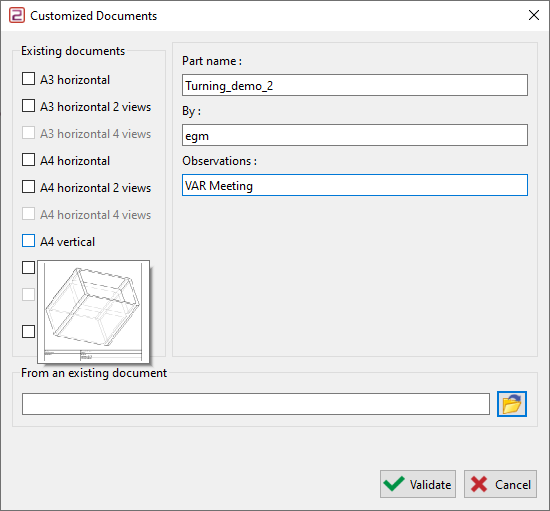 Customized Documents
Existing documents
A3 horizontal
A3 horizontal 2 views
A3 horizontal 4 views
A4 horizontal
A4 horizontal 2 views
A4 horizontal 4 views
A4 vertical
Part name :
Turning_demo_2
By :
egm
Observations :
VAR Meeting
From an existing document
Validate
Cancel